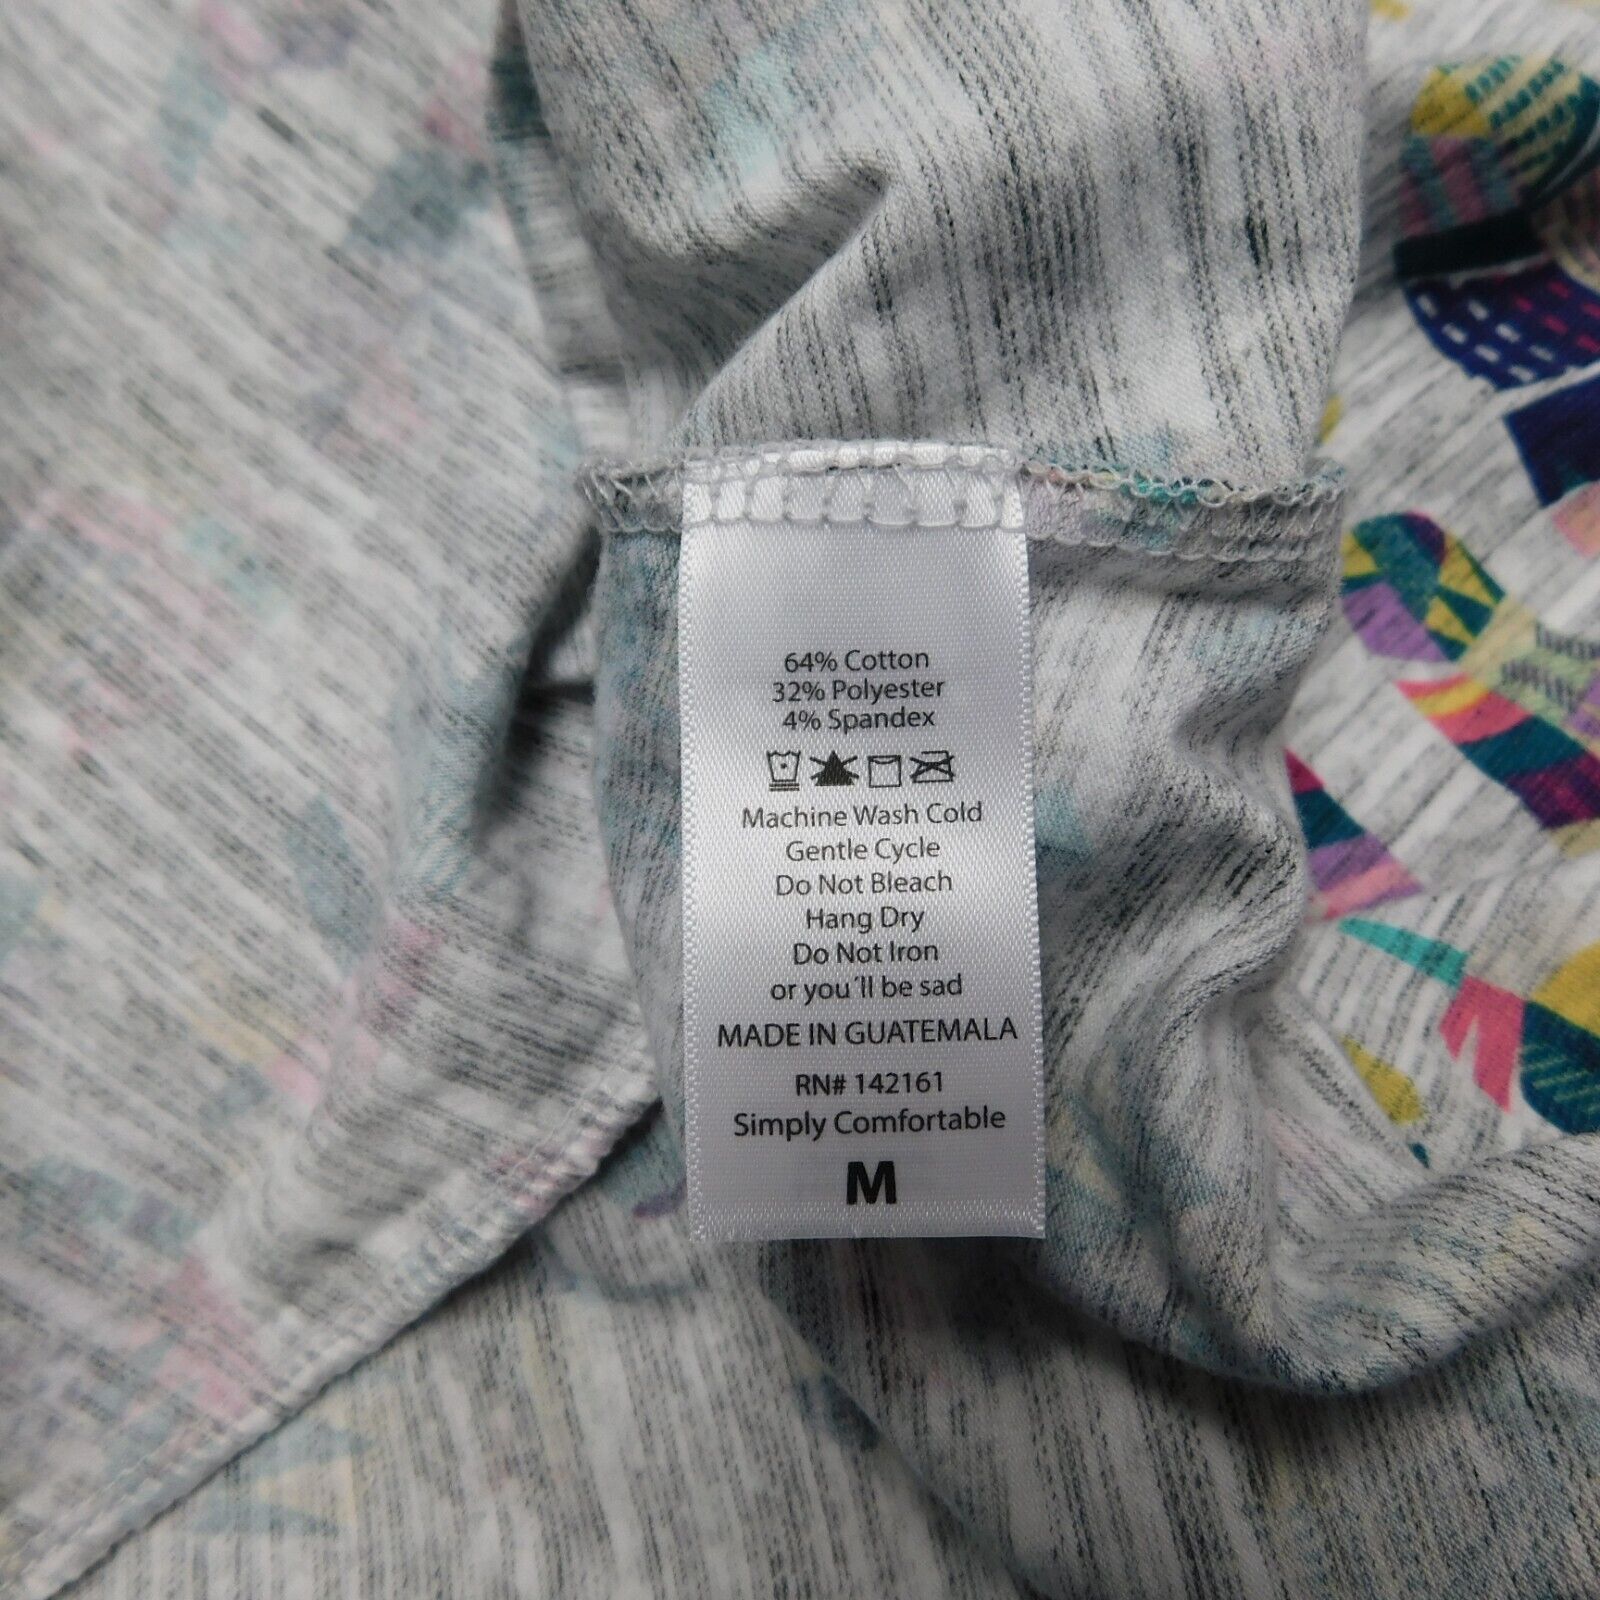 64% Cotton
32% Polyester
4% Spandex
Machine Wash Cold
Gentle Cycle
Do Not Bleach
Hang Dry
Do Not Iron
or you´ll be sad
MADE IN GUATEMALA
RN# 142161
Simply Comfortable
M